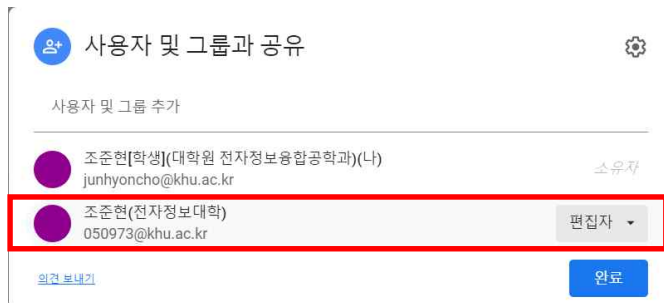 사용자 및 그룹과 공유
사용자 및 그룹 추가
조준현[학생](대학원 전자정보융합공학과)(나)
junhyoncho@khu.ac.kr
소유자
조준현(전자정보대학)
050973@khu.ac.kr
편집자
의견 보내기
완료